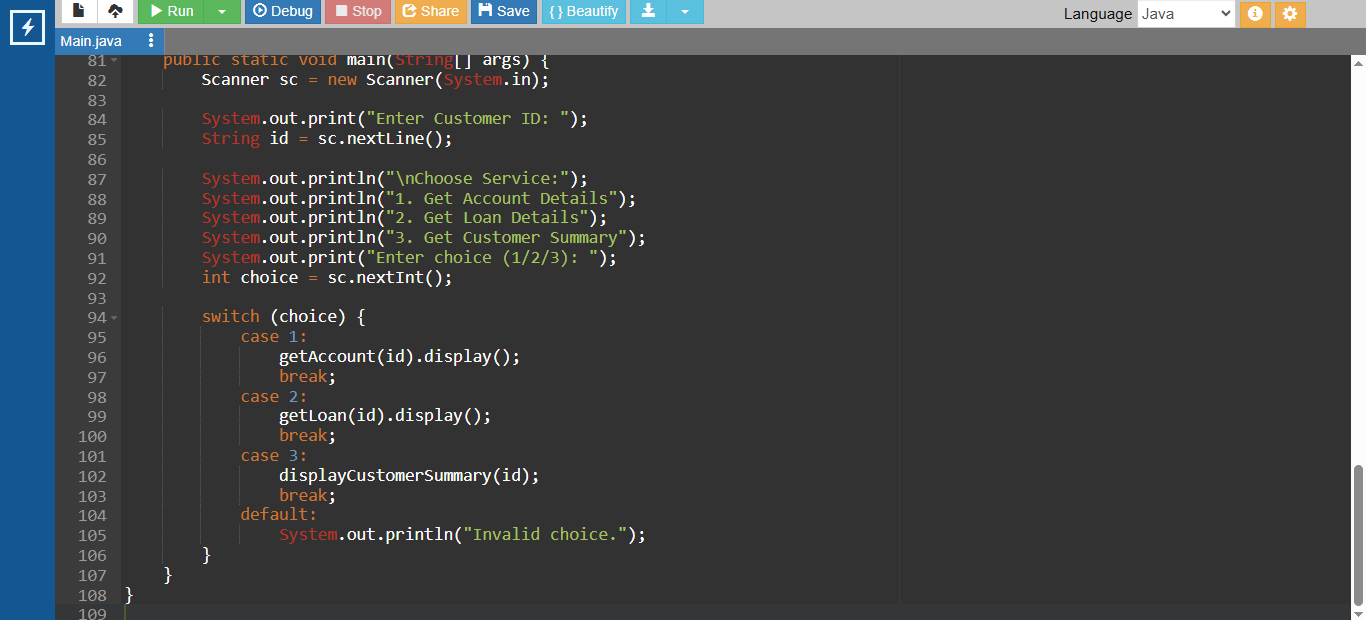 Run Debug Stop Share Save { } Beautify Language Java
Main.java
81 public static void main(String[] args) {
82 Scanner sc = new Scanner(System.in);
83
84 System.out.print("Enter Customer ID: ");
85 String id = sc.nextLine();
86
87 System.out.println("\nChoose Service:");
88 System.out.println("1. Get Account Details");
89 System.out.println("2. Get Loan Details");
90 System.out.println("3. Get Customer Summary");
91 System.out.print("Enter choice (1/2/3): ");
92 int choice = sc.nextInt();
93
94 switch (choice) {
95 case 1:
96 getAccount(id).display();
97 break;
98 case 2:
99 getLoan(id).display();
100 break;
101 case 3:
102 displayCustomerSummary(id);
103 break;
104 default:
105 System.out.println("Invalid choice.");
106 }
107 }
108 }
109